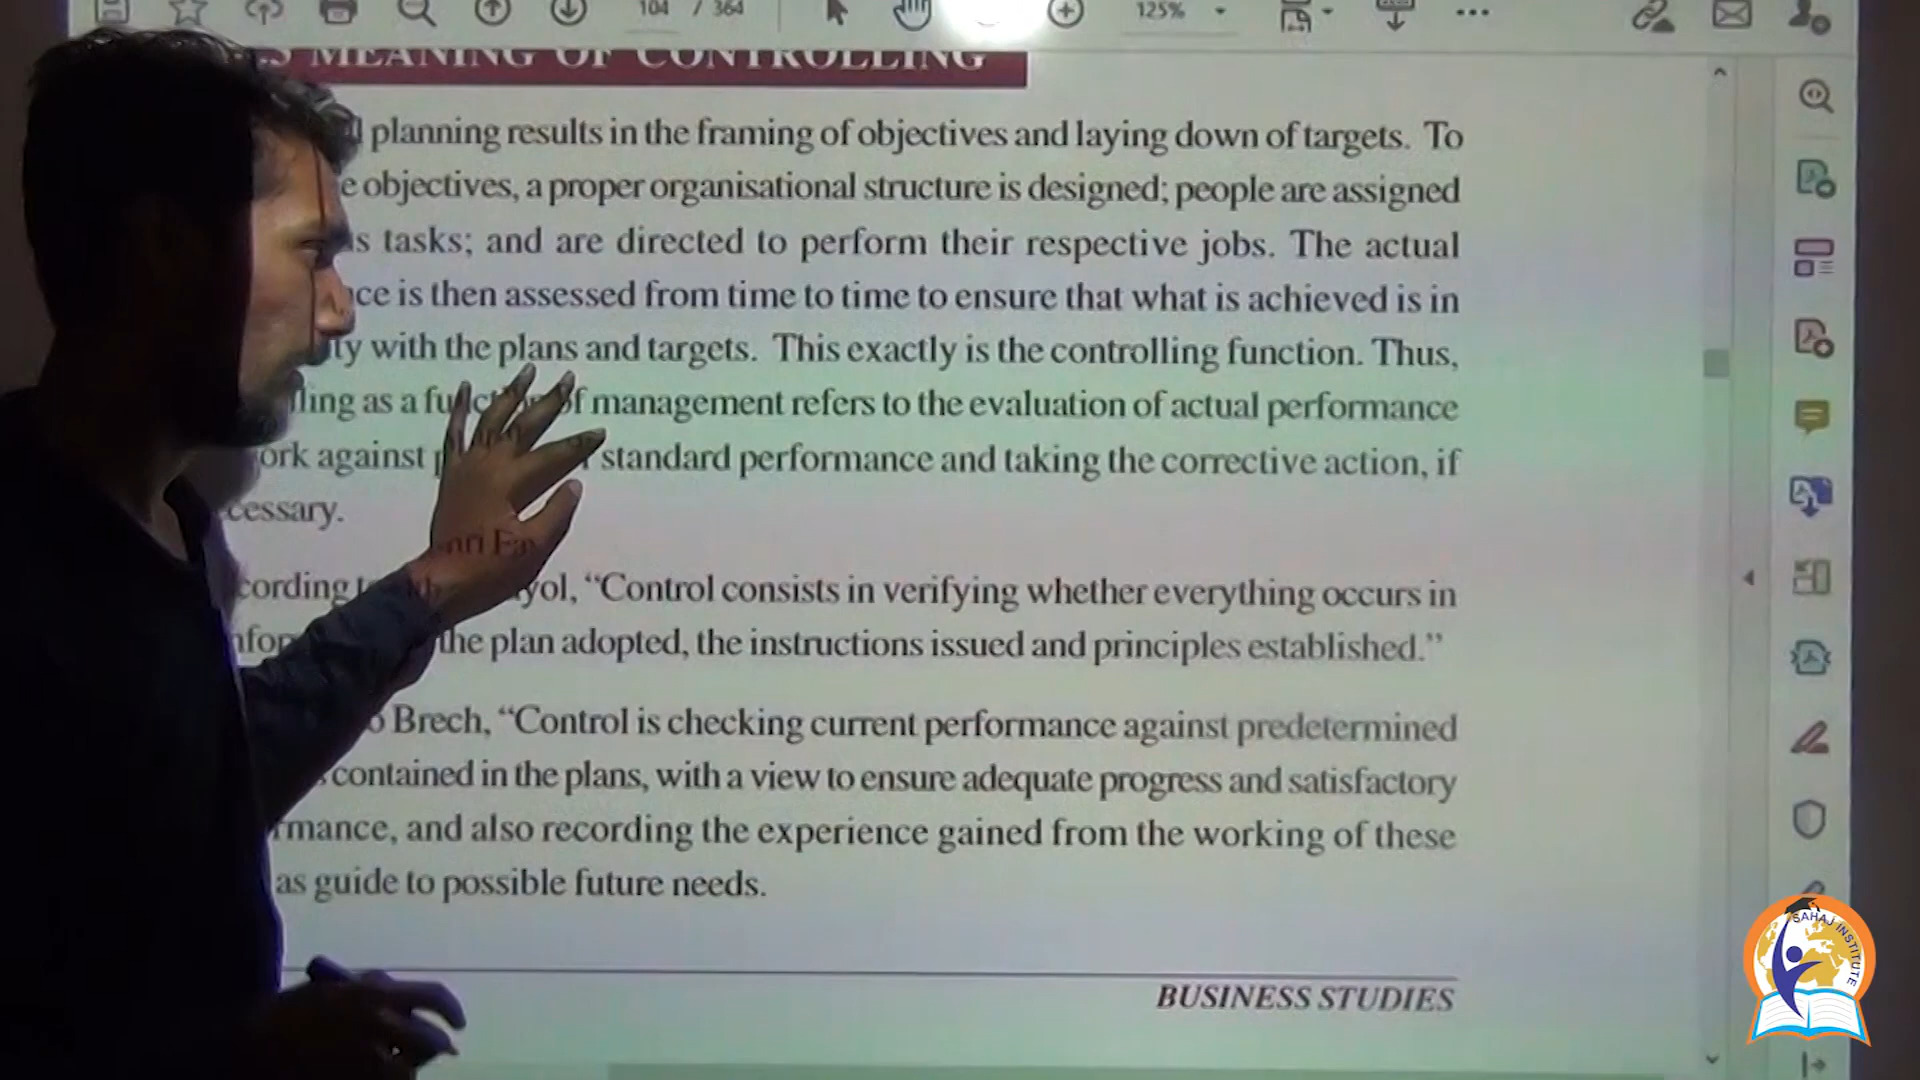 104 / 364
125%
MEANING OF CONTROLLING
planning results in the framing of objectives and laying down of targets. To
e objectives, a proper organisational structure is designed; people are assigned
s tasks; and are directed to perform their respective jobs. The actual
ce is then assessed from time to time to ensure that what is achieved is in
ty with the plans and targets. This exactly is the controlling function. Thus,
ling as a of management refers to the evaluation of actual performance
ork against standard performance and taking the corrective action, if
cessary.
cording yol, “Control consists in verifying whether everything occurs in
the plan adopted, the instructions issued and principles established.”
Brech, “Control is checking current performance against predetermined
contained in the plans, with a view to ensure adequate progress and satisfactory
rmance, and also recording the experience gained from the working of these
as guide to possible future needs.
BUSINESS STUDIES
SAHAJ INSTITUTE